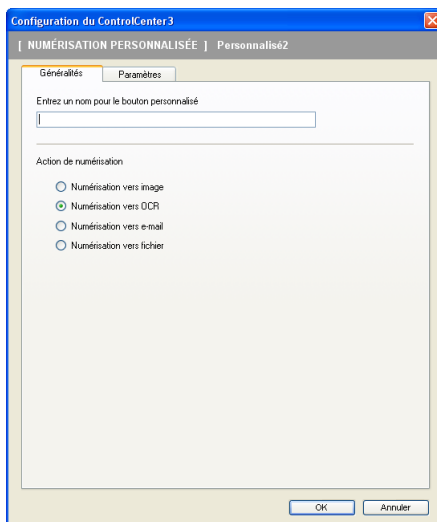 Configuration du ControlCenter3
[ NUMÉRISATION PERSONNALISÉE ] Personnalisé2
Généralités Paramètres
Entrez un nom pour le bouton personnalisé
Action de numérisation
Numérisation vers image
Numérisation vers OCR
Numérisation vers e-mail
Numérisation vers fichier
OK Annuler